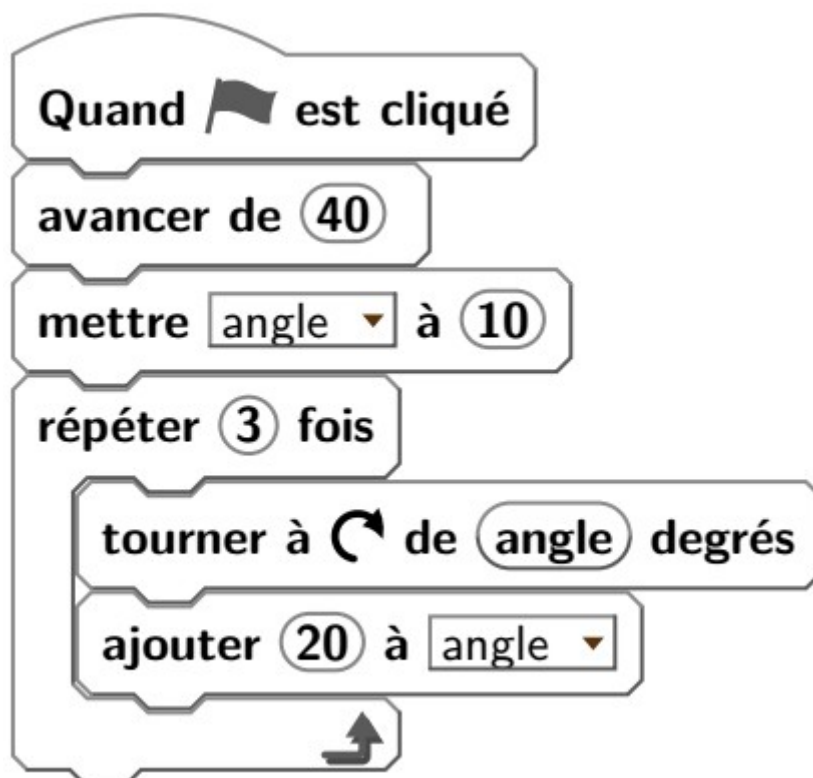 Quand est cliqué
avancer de 40
mettre angle à 10
répéter 3 fois
tourner à de angle degrés
ajouter 20 à angle